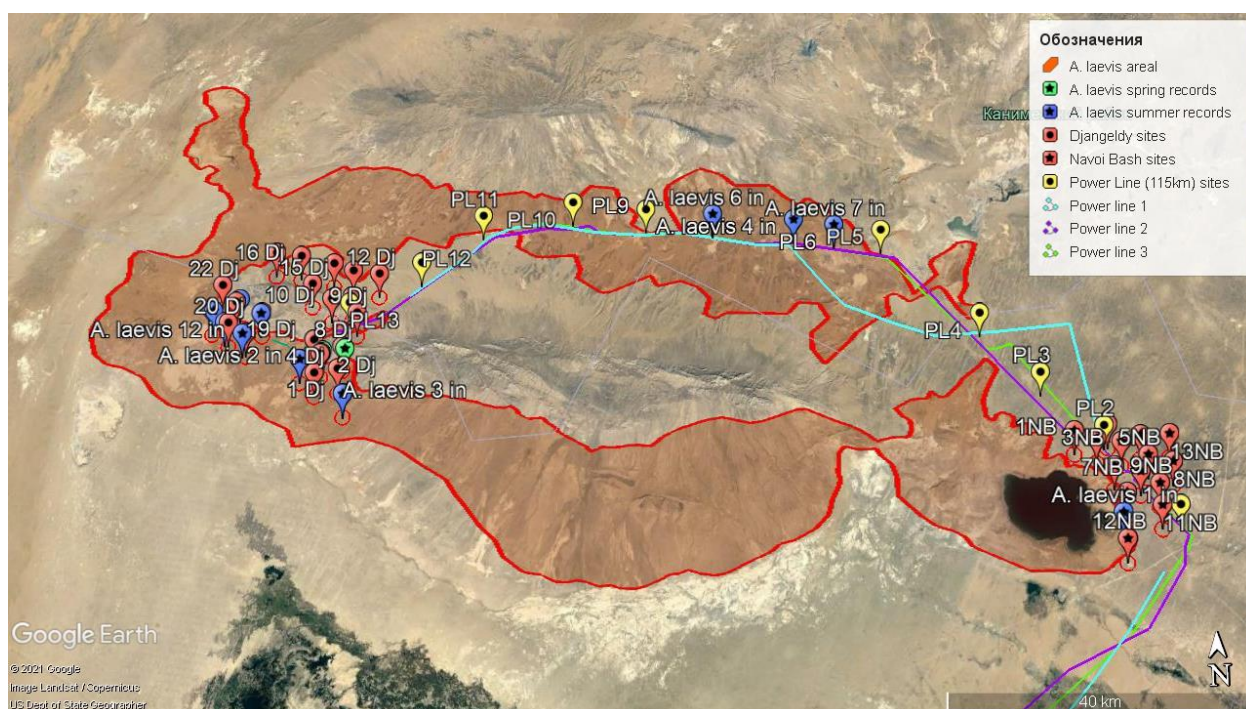 Обозначения
A. laevis areal
A. laevis spring records
A. laevis summer records
Djangeldy sites
Navoi Bash sites
Power Line (115km) sites
Power line 1
Power line 2
Power line 3
Каним
PL11
PL10
PL9
A. laevis 6 in
A. laevis 4 in
A. laevis 7 in
PL6
PL5
PL12
16 Dj
15 Dj
12 Dj
22 Dj
10 Dj
9 Dj
20 Dj
19 Dj
8 Dj
PL13
A. laevis 12 in
A. laevis 2 in
4 Dj
2 Dj
1 Dj
A. laevis 3 in
PL4
PL3
PL2
1NB
3NB
5NB
13NB
7NB
9NB
8NB
A. laevis 1 in
12NB
11NB
Google Earth
© 2021 Google
Image Landsat / Copernicus
US Dept of State Geographer
N
40 km